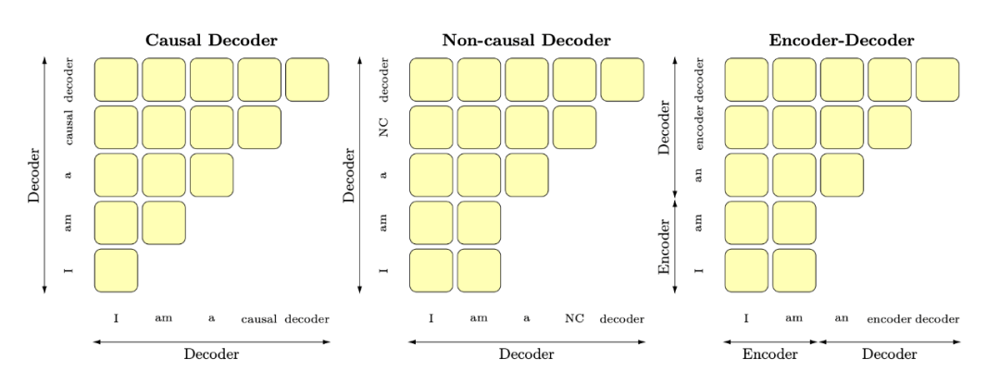 Causal Decoder
Decoder
decoder
causal
a
am
I
I am a causal decoder
Decoder
Non-causal Decoder
Decoder
decoder
NC
a
am
I
I am a NC decoder
Decoder
Encoder-Decoder
Decoder
Encoder
decoder
encoder
an
am
I
I am an encoder decoder
Encoder Decoder